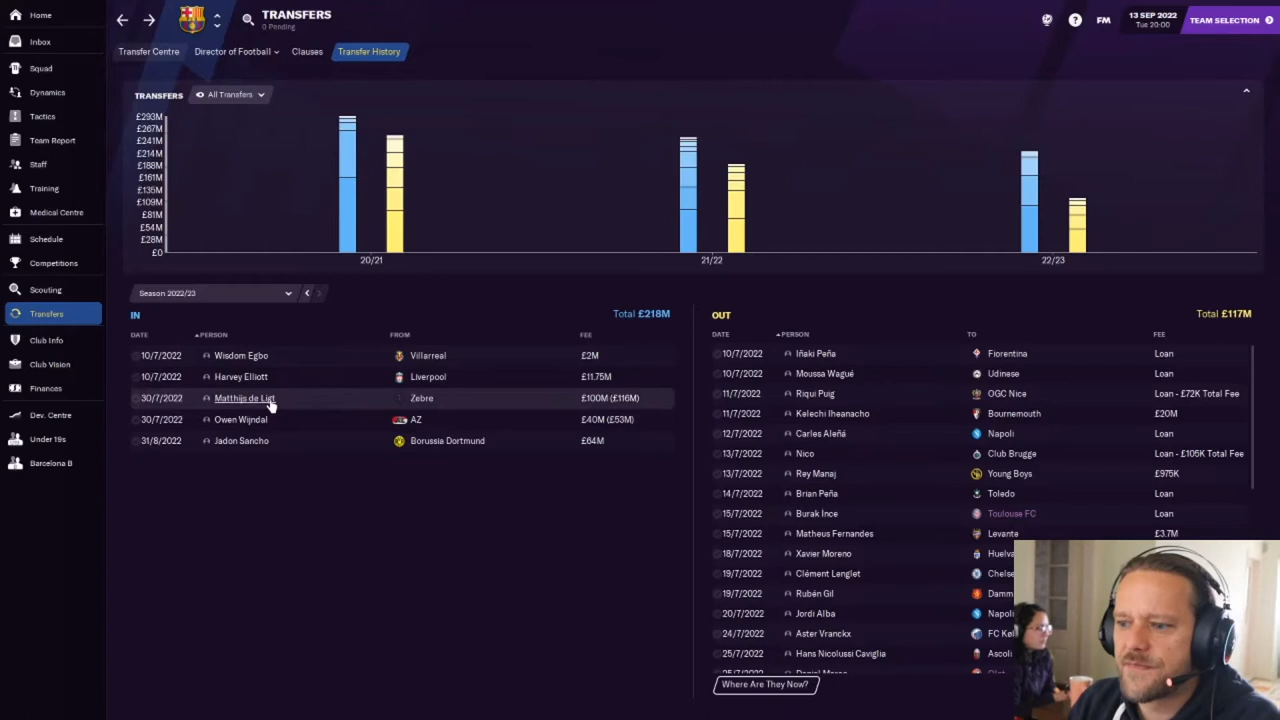 Home
Inbox
Squad
Dynamics
Tactics
Team Report
Staff
Training
Medical Centre
Schedule
Competitions
Scouting
Transfers
Club Info
Club Vision
Finances
Dev. Centre
Under 19s
Barcelona B
TRANSFERS
0 Pending
? FM 13 SEP 2022 TEAM SELECTION
Tue 20:00
Transfer Centre Director of Football Clauses Transfer History
TRANSFERS All Transfers
£293M
£267M
£241M
£214M
£188M
£161M
£135M
£109M
£81M
£54M
£28M
£0
20/21 21/22 22/23
Season 2022/23
IN Total £218M
DATE PERSON FROM FEE
10/7/2022 Wisdom Egbo Villarreal £2M
10/7/2022 Harvey Elliott Liverpool £11.75M
30/7/2022 Matthijs de Ligt Zebre £100M (£116M)
30/7/2022 Owen Wijndal AZ £40M (£53M)
31/8/2022 Jadon Sancho Borussia Dortmund £64M
OUT Total £117M
DATE PERSON TO FEE
10/7/2022 Iñaki Peña Fiorentina Loan
10/7/2022 Moussa Wagué Udinese Loan
11/7/2022 Riqui Puig OGC Nice Loan - £72K Total Fee
11/7/2022 Kelechi Iheanacho Bournemouth £20M
12/7/2022 Carles Aleñá Napoli Loan
13/7/2022 Nico Club Brugge Loan - £105K Total Fee
13/7/2022 Rey Manaj Young Boys £975K
14/7/2022 Brian Peña Toledo Loan
15/7/2022 Burak İnce Toulouse FC Loan
15/7/2022 Matheus Fernandes Levante £3.7M
18/7/2022 Xavier Moreno Huelva
19/7/2022 Clément Lenglet Chelse
19/7/2022 Rubén Gil Damm
20/7/2022 Jordi Alba Napoli
24/7/2022 Aster Vranckx FC Køl
25/7/2022 Hans Nicolussi Caviglia Ascoli
Where Are They Now?